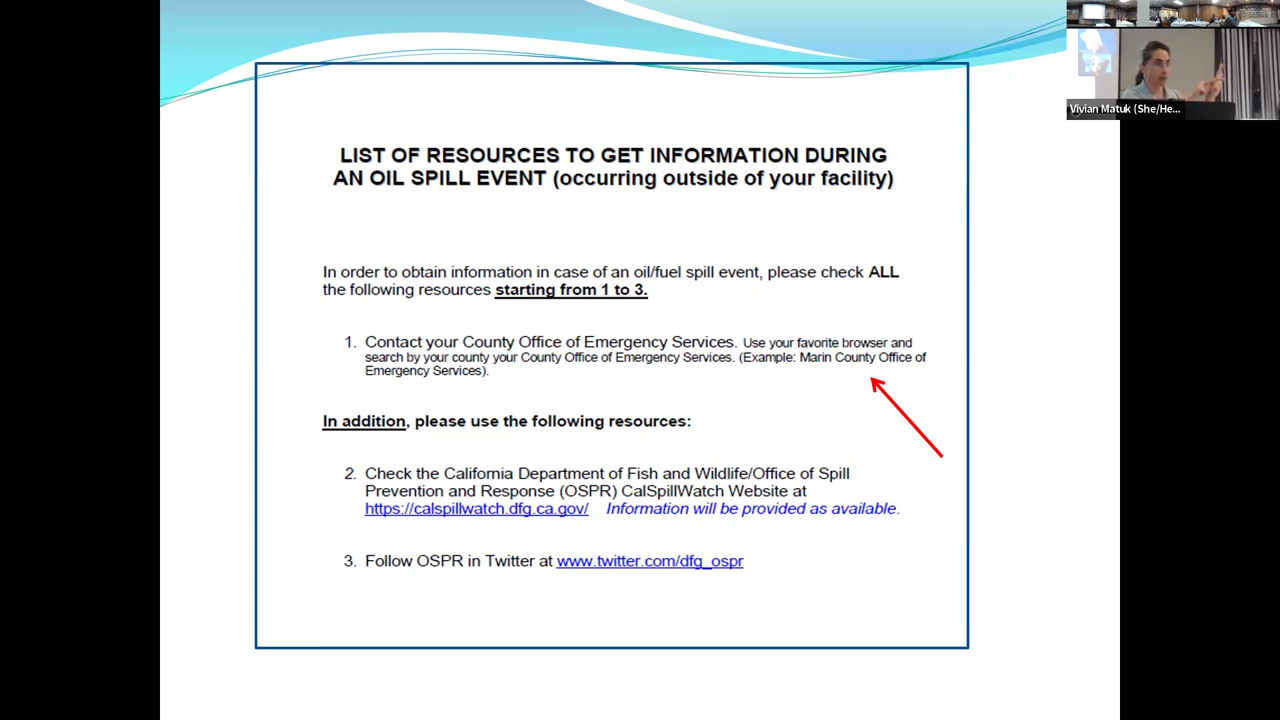 LIST OF RESOURCES TO GET INFORMATION DURING
AN OIL SPILL EVENT (occurring outside of your facility)
In order to obtain information in case of an oil/fuel spill event, please check ALL
the following resources starting from 1 to 3.
1. Contact your County Office of Emergency Services. Use your favorite browser and
search by your county your County Office of Emergency Services. (Example: Marin County Office of
Emergency Services).
In addition, please use the following resources:
2. Check the California Department of Fish and Wildlife/Office of Spill
Prevention and Response (OSPR) CalSpillWatch Website at
https://calspillwatch.dfg.ca.gov/ Information will be provided as available.
3. Follow OSPR in Twitter at www.twitter.com/dfg_ospr
Vivian Matuk (She/He...